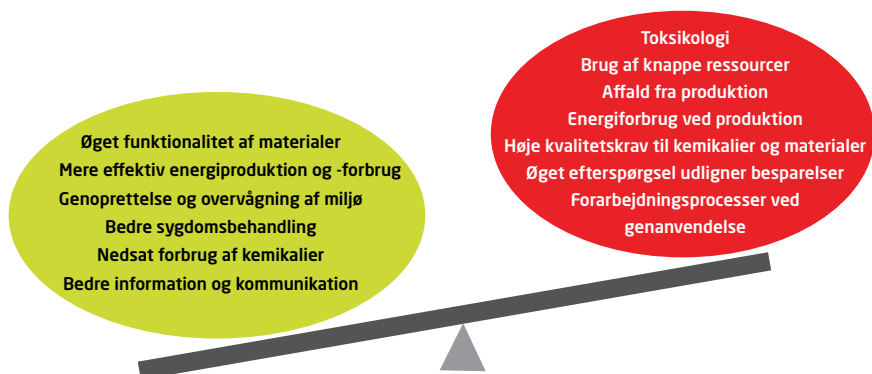 Øget funktionalitet af materialer
Mere effektiv energiproduktion og -forbrug
Genoprettelse og overvågning af miljø
Bedre sygdomsbehandling
Nedsat forbrug af kemikalier
Bedre information og kommunikation
Toksikologi
Brug af knappe ressourcer
Affald fra produktion
Energiforbrug ved produktion
Høje kvalitetskrav til kemikalier og materialer
Øget efterspørgsel udligner besparelser
Forarbejdningsprocesser ved
genanvendelse